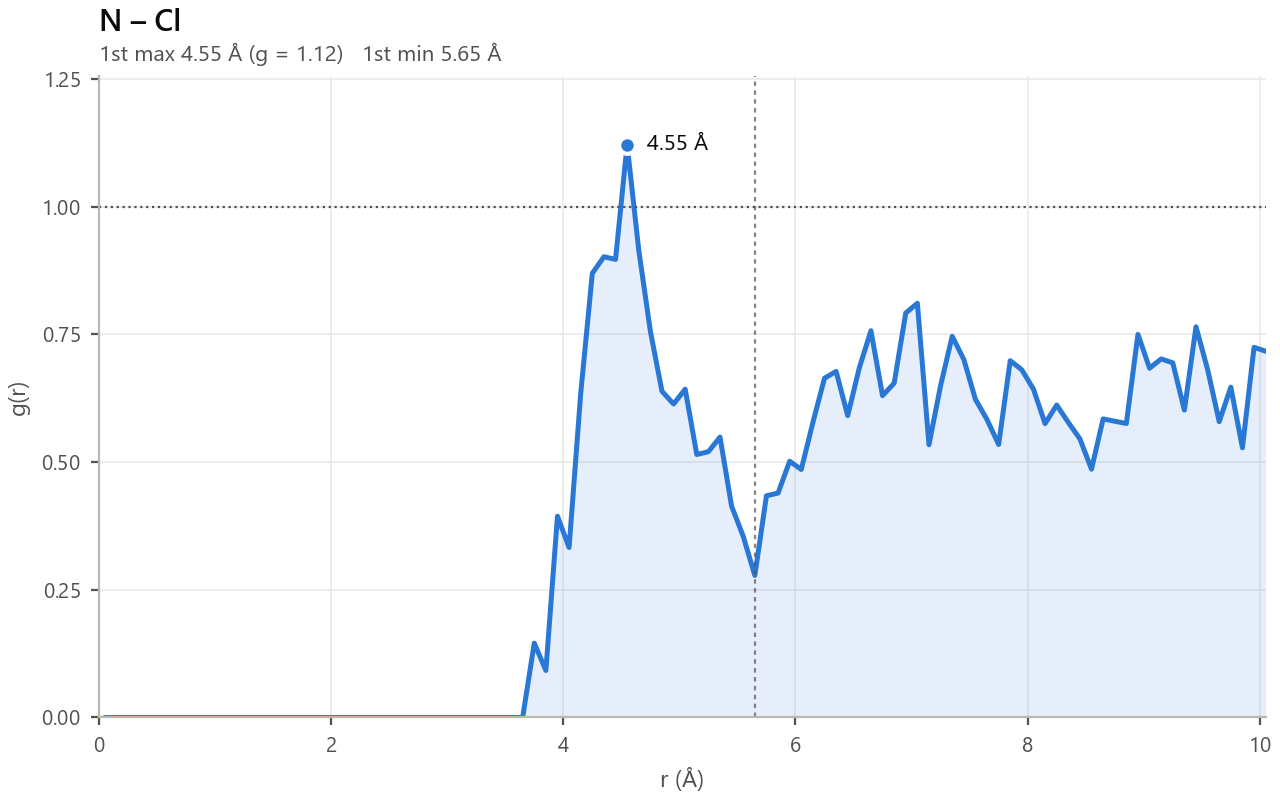 N – Cl
1st max 4.55 Å (g = 1.12)   1st min 5.65 Å
1.25
4.55 Å
1.00
0.75
g(r)
0.50
0.25
0.00
0 2 4 6 8 10
r (Å)